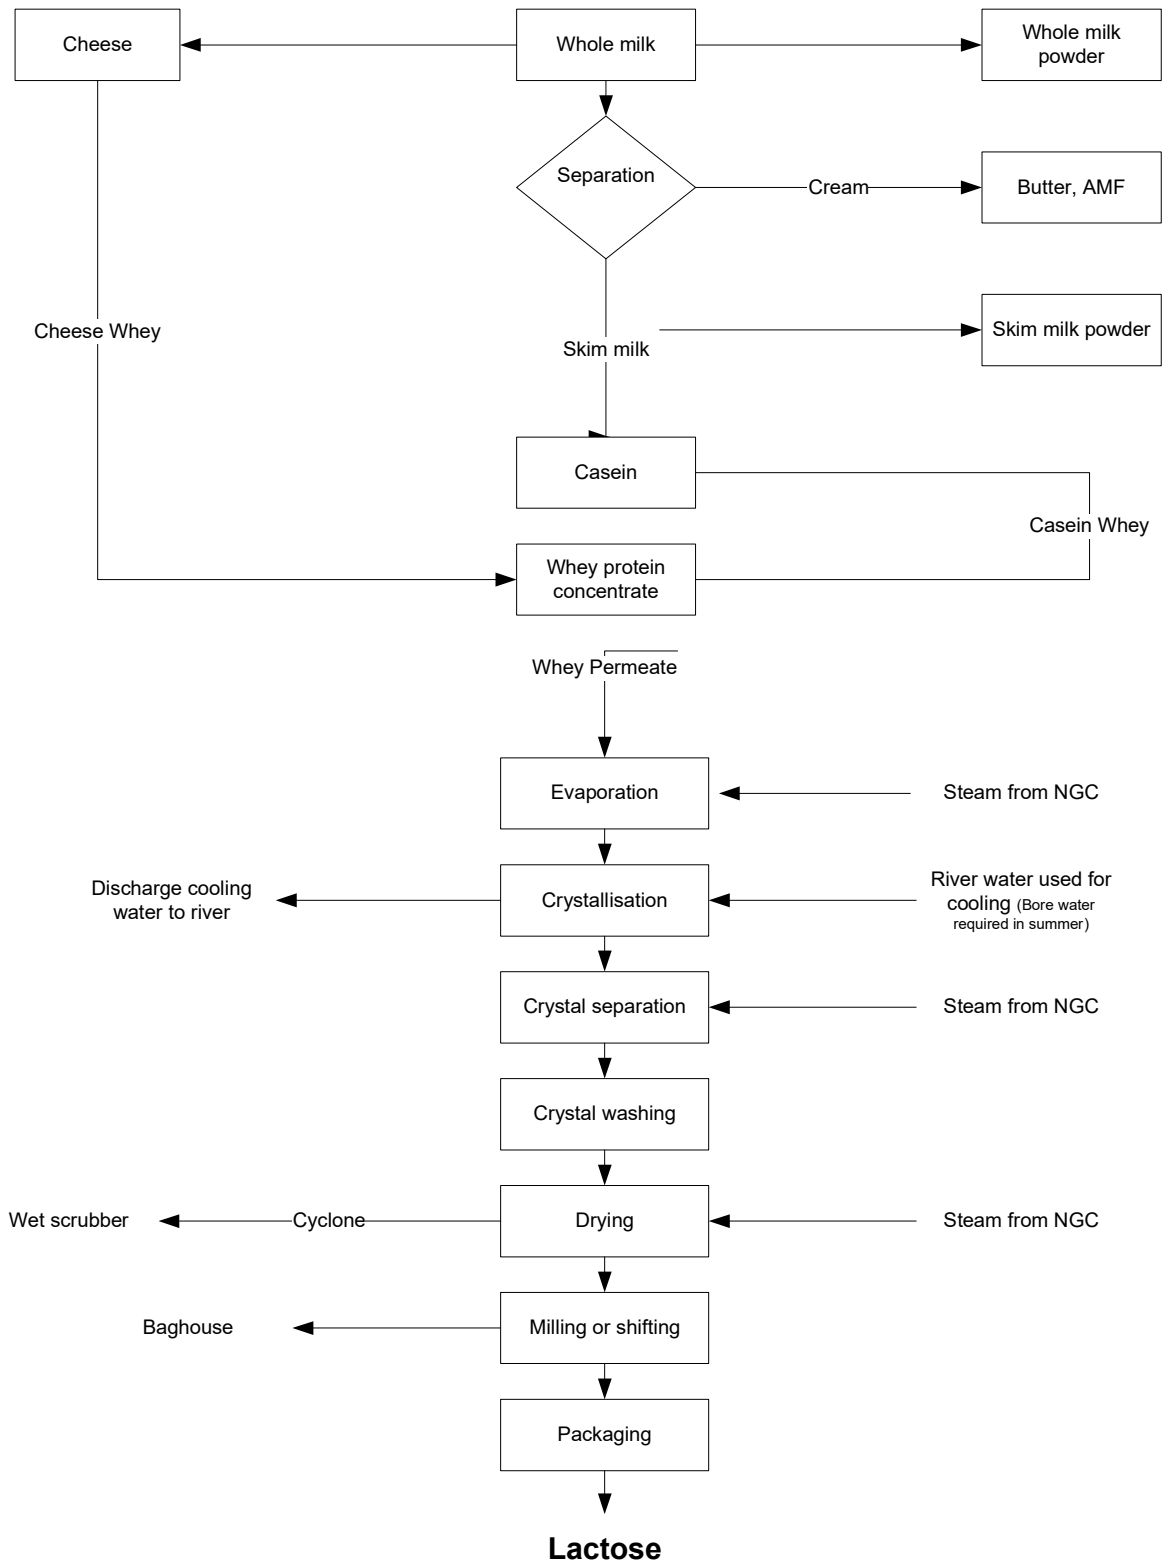 Cheese
Whole milk
Whole milk
powder
Separation
Cream
Butter, AMF
Cheese Whey
Skim milk
Skim milk powder
Casein
Casein Whey
Whey protein
concentrate
Whey Permeate
Evaporation
Steam from NGC
Discharge cooling
water to river
Crystallisation
River water used for
cooling (Bore water
required in summer)
Crystal separation
Steam from NGC
Crystal washing
Wet scrubber
Cyclone
Drying
Steam from NGC
Baghouse
Milling or shifting
Packaging
Lactose